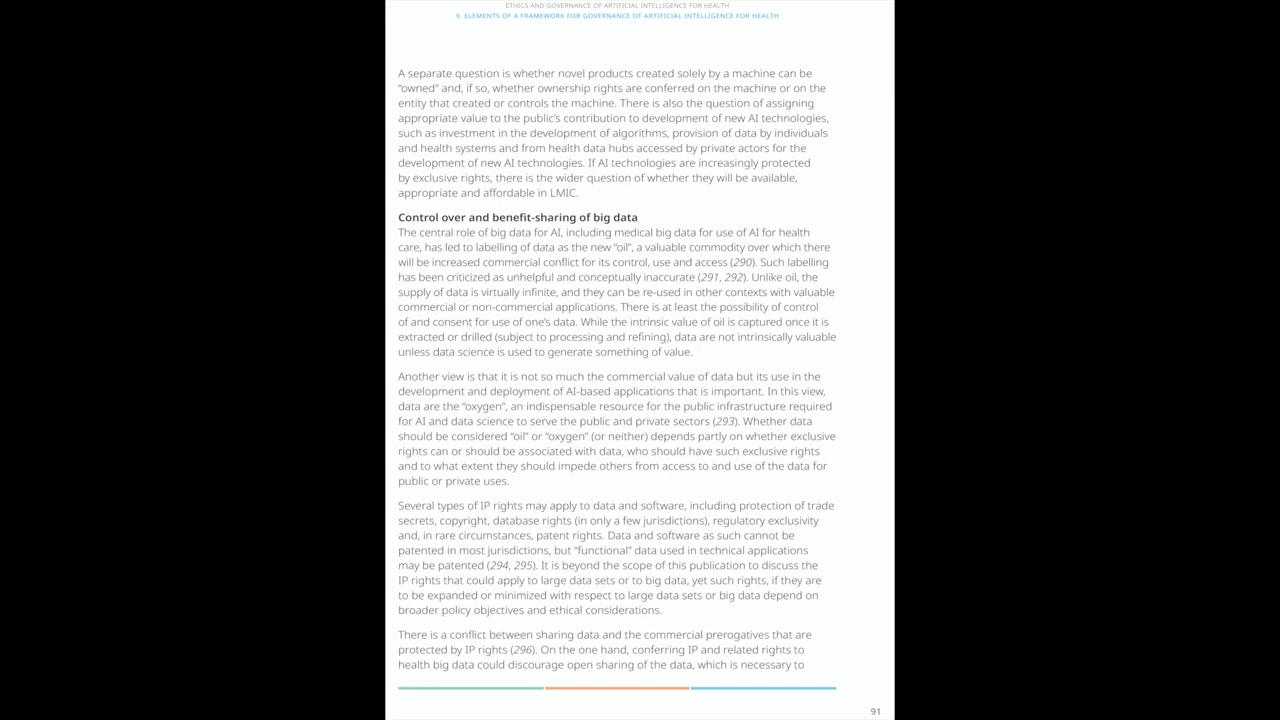 ETHICS AND GOVERNANCE OF ARTIFICIAL INTELLIGENCE FOR HEALTH
9. ELEMENTS OF A FRAMEWORK FOR GOVERNANCE OF ARTIFICIAL INTELLIGENCE FOR HEALTH
A separate question is whether novel products created solely by a machine can be
“owned” and, if so, whether ownership rights are conferred on the machine or on the
entity that created or controls the machine. There is also the question of assigning
appropriate value to the public’s contribution to development of new AI technologies,
such as investment in the development of algorithms, provision of data by individuals
and health systems and from health data hubs accessed by private actors for the
development of new AI technologies. If AI technologies are increasingly protected
by exclusive rights, there is the wider question of whether they will be available,
appropriate and affordable in LMIC.
Control over and benefit-sharing of big data
The central role of big data for AI, including medical big data for use of AI for health
care, has led to labelling of data as the new “oil”, a valuable commodity over which there
will be increased commercial conflict for its control, use and access (290). Such labelling
has been criticized as unhelpful and conceptually inaccurate (291, 292). Unlike oil, the
supply of data is virtually infinite, and they can be re-used in other contexts with valuable
commercial or non-commercial applications. There is at least the possibility of control
of and consent for use of one’s data. While the intrinsic value of oil is captured once it is
extracted or drilled (subject to processing and refining), data are not intrinsically valuable
unless data science is used to generate something of value.
Another view is that it is not so much the commercial value of data but its use in the
development and deployment of AI-based applications that is important. In this view,
data are the “oxygen”, an indispensable resource for the public infrastructure required
for AI and data science to serve the public and private sectors (293). Whether data
should be considered “oil” or “oxygen” (or neither) depends partly on whether exclusive
rights can or should be associated with data, who should have such exclusive rights
and to what extent they should impede others from access to and use of the data for
public or private uses.
Several types of IP rights may apply to data and software, including protection of trade
secrets, copyright, database rights (in only a few jurisdictions), regulatory exclusivity
and, in rare circumstances, patent rights. Data and software as such cannot be
patented in most jurisdictions, but “functional” data used in technical applications
may be patented (294, 295). It is beyond the scope of this publication to discuss the
IP rights that could apply to large data sets or to big data, yet such rights, if they are
to be expanded or minimized with respect to large data sets or big data depend on
broader policy objectives and ethical considerations.
There is a conflict between sharing data and the commercial prerogatives that are
protected by IP rights (296). On the one hand, conferring IP and related rights to
health big data could discourage open sharing of the data, which is necessary to
91